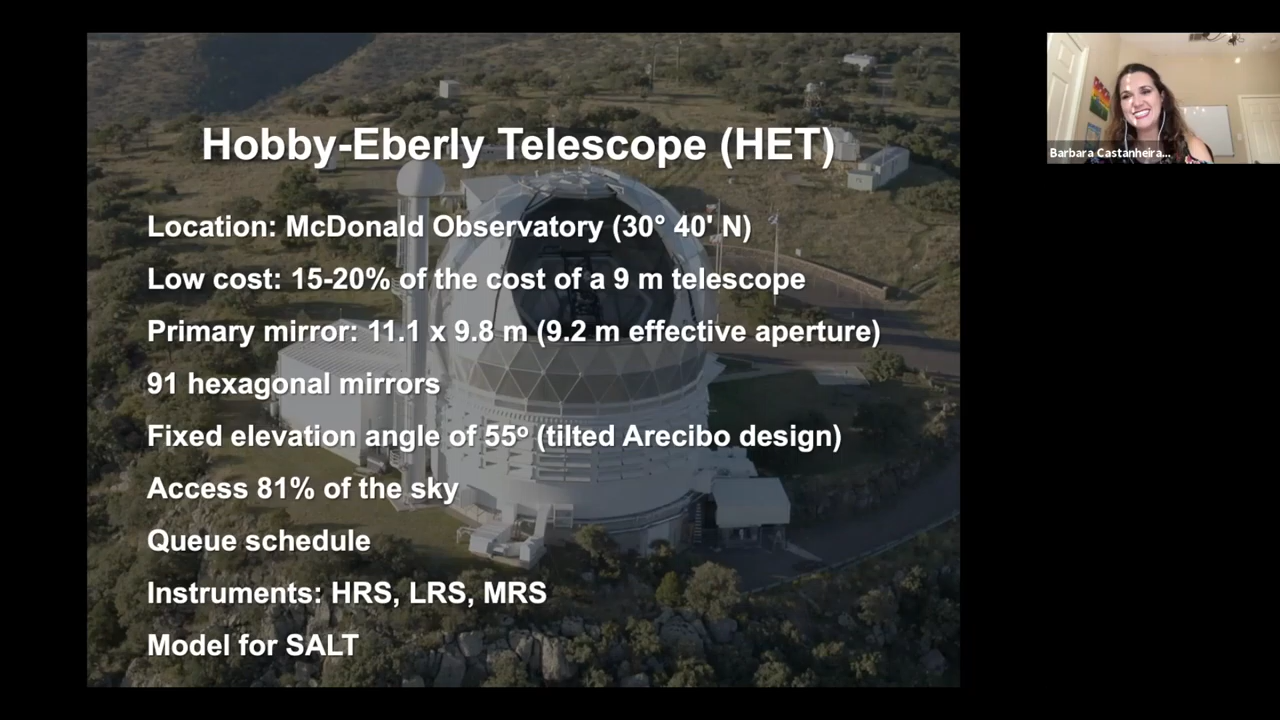 Hobby-Eberly Telescope (HET)
Location: McDonald Observatory (30° 40' N)
Low cost: 15-20% of the cost of a 9 m telescope
Primary mirror: 11.1 x 9.8 m (9.2 m effective aperture)
91 hexagonal mirrors
Fixed elevation angle of 55º (tilted Arecibo design)
Access 81% of the sky
Queue schedule
Instruments: HRS, LRS, MRS
Model for SALT
Barbara Castanheira...